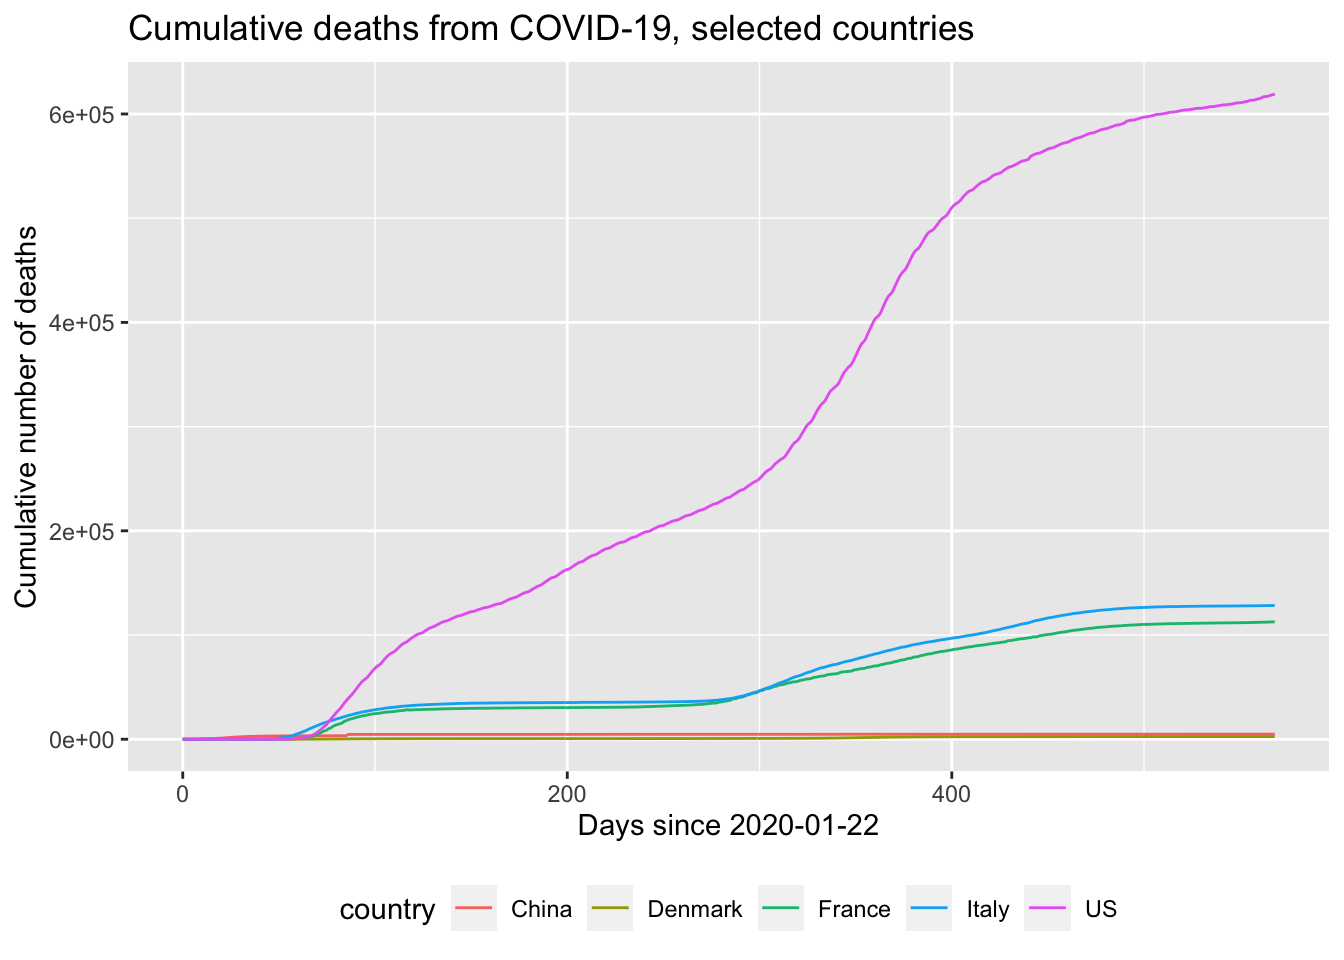 Cumulative deaths from COVID-19, selected countries
Cumulative number of deaths
6e+05
4e+05
2e+05
0e+00
0 200 400
Days since 2020-01-22
country China Denmark France Italy US